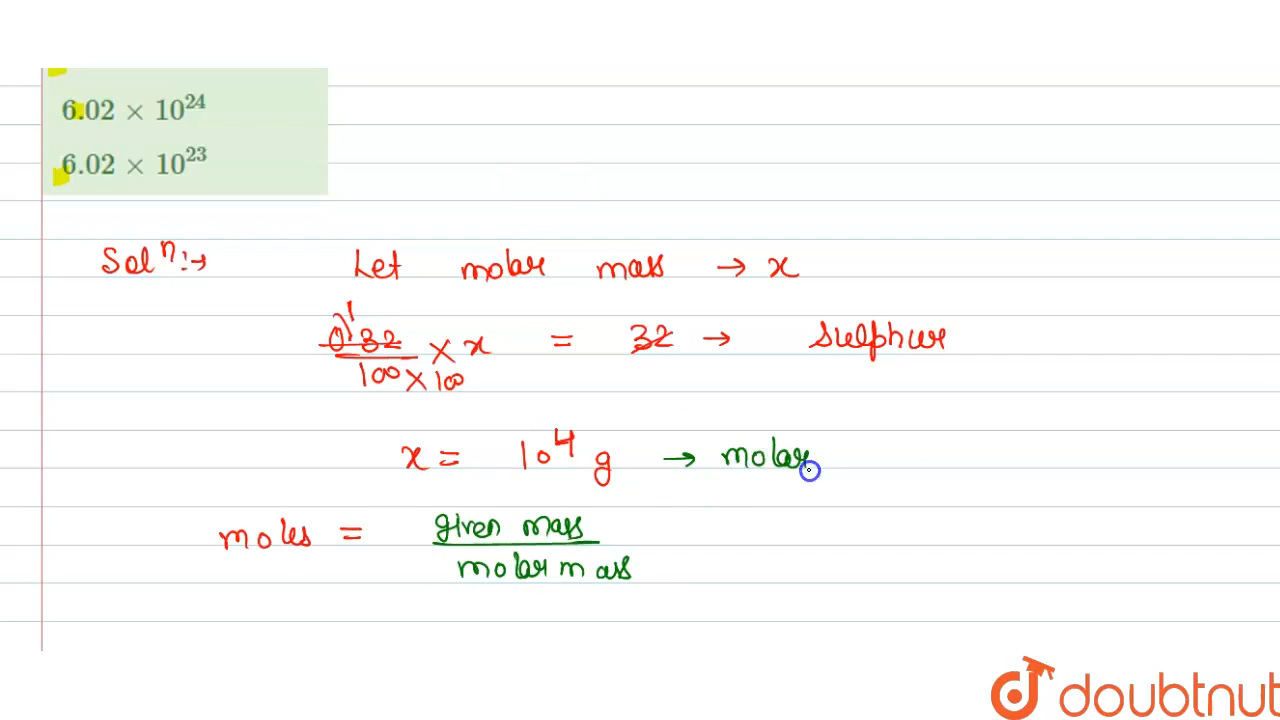 6.02 × 10^24
6.02 × 10^23
Solⁿ:→ Let molar mass → x
0.32/100×100 × x = 32 → Sulphur
x = 10^4 g → molar
moles = given mass/molar mass
doubtnut